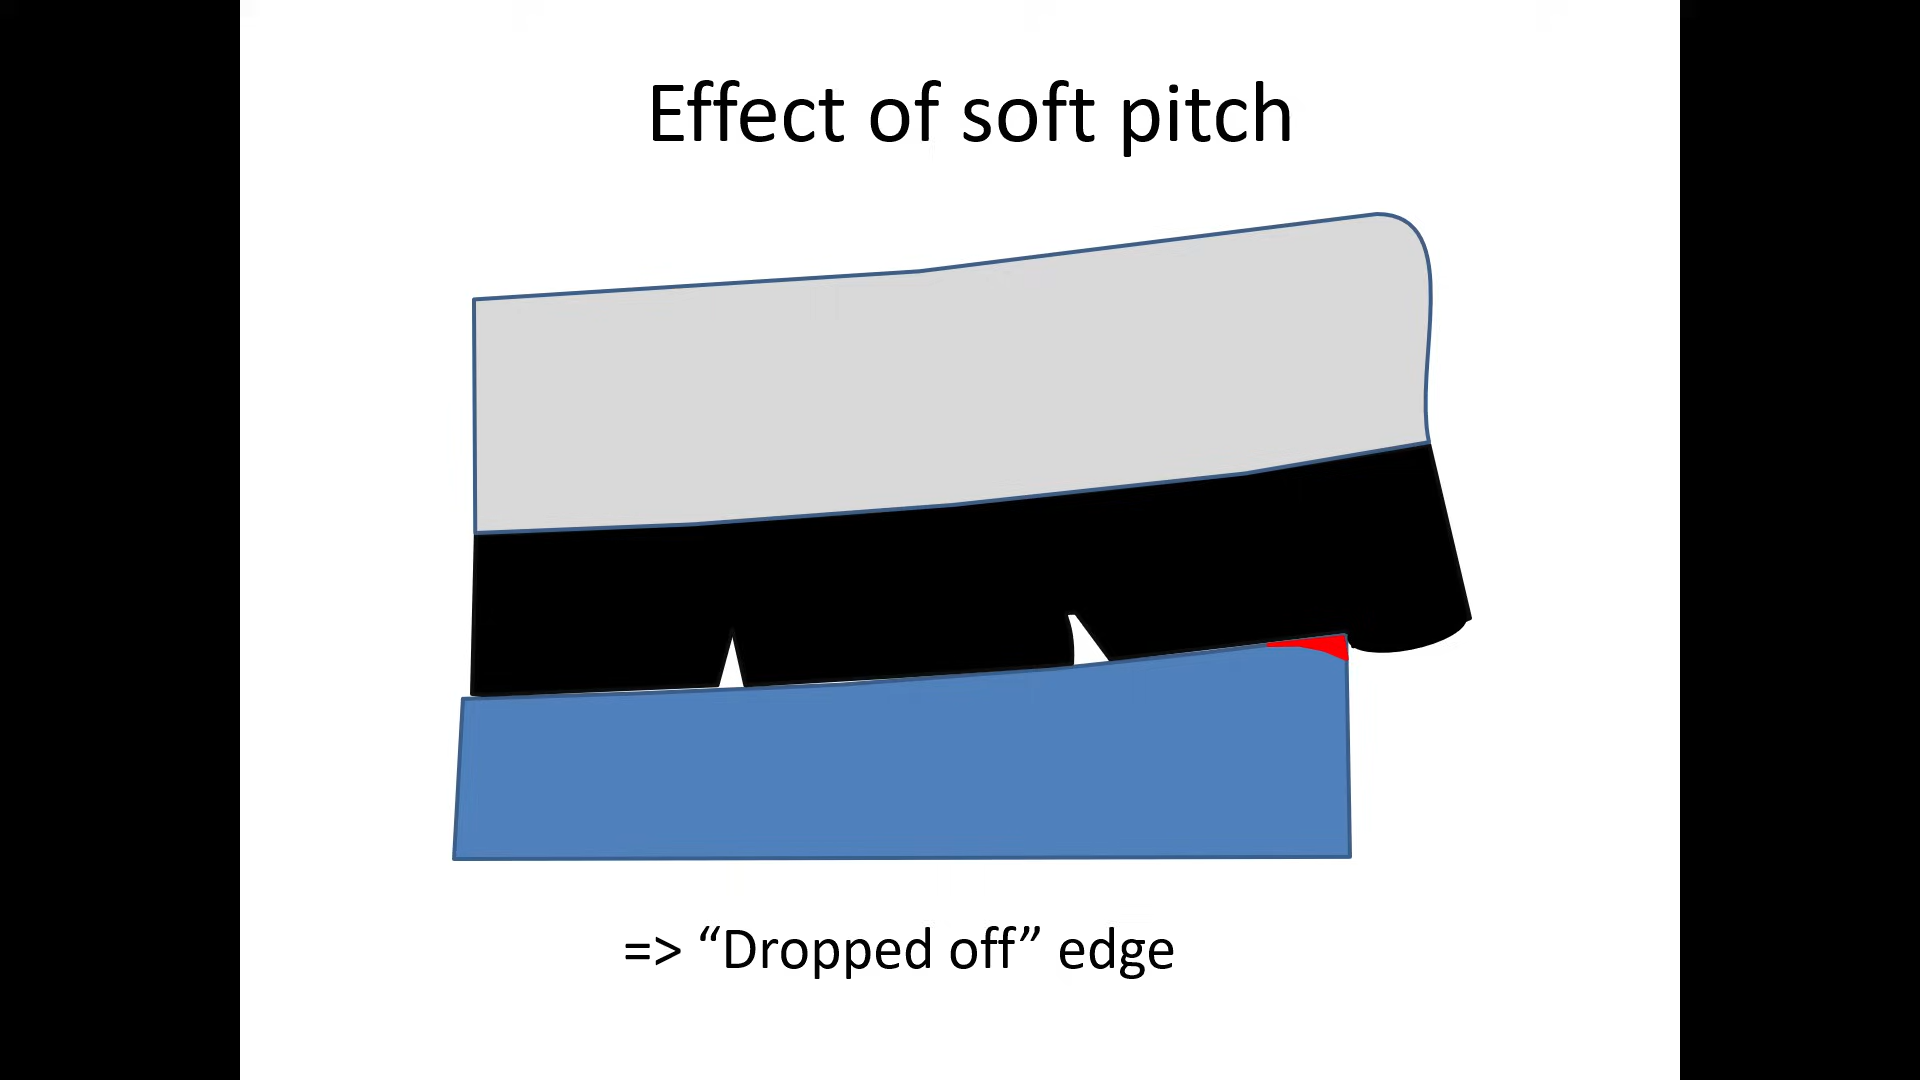 Effect of soft pitch
=> “Dropped off” edge